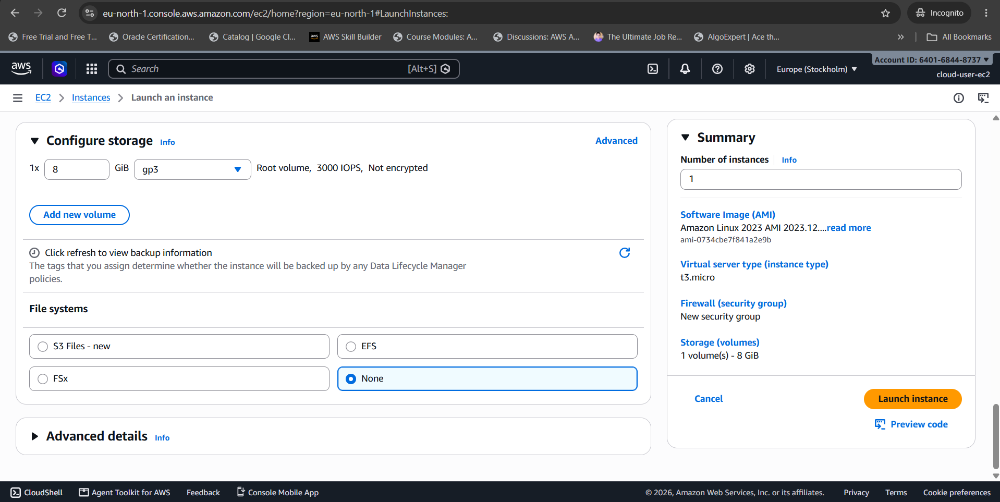 eu-north-1.console.aws.amazon.com/ec2/home?region=eu-north-1#LaunchInstances:
Incognito
Free Trial and Free T...
Oracle Certification...
Catalog | Google Cl...
aws
AWS Skill Builder
Course Modules: A...
Discussions: AWS A...
The Ultimate Job Re...
AlgoExpert | Ace th...
»
All Bookmarks
aws
Search
[Alt+S]
Europe (Stockholm)
Account ID: 6401-6844-8737
cloud-user-ec2
EC2
Instances
Launch an instance
Configure storage Info
Advanced
1x 8 GiB gp3 Root volume, 3000 IOPS, Not encrypted
Add new volume
Click refresh to view backup information
The tags that you assign determine whether the instance will be backed up by any Data Lifecycle Manager
policies.
File systems
S3 Files - new
EFS
FSx
None
Advanced details Info
Summary
Number of instances Info
1
Software Image (AMI)
Amazon Linux 2023 AMI 2023.12....read more
ami-0734cbe7f841a2e9b
Virtual server type (instance type)
t3.micro
Firewall (security group)
New security group
Storage (volumes)
1 volume(s) - 8 GiB
Cancel
Launch instance
Preview code
CloudShell
Agent Toolkit for AWS
Feedback
Console Mobile App
© 2026, Amazon Web Services, Inc. or its affiliates.
Privacy
Terms
Cookie preferences